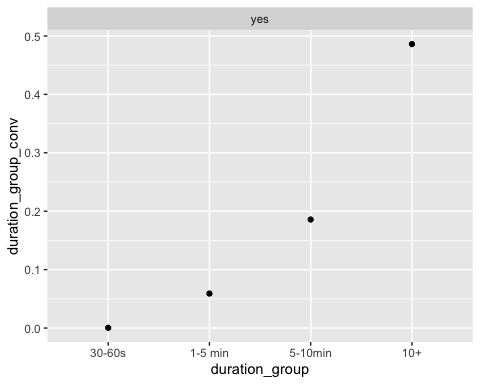 yes
0.5
0.4
0.3
0.2
0.1
0.0
duration_group_conv
30-60s
1-5 min
5-10min
10+
duration_group